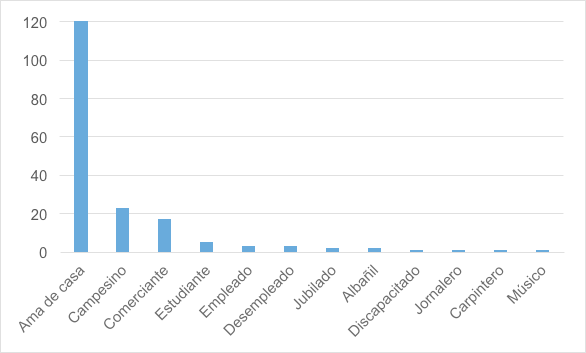 120
100
80
60
40
20
0
Ama de casa
Campesino
Comerciante
Estudiante
Empleado
Desempleado
Jubilado
Albañil
Discapacitado
Jornalero
Carpintero
Músico